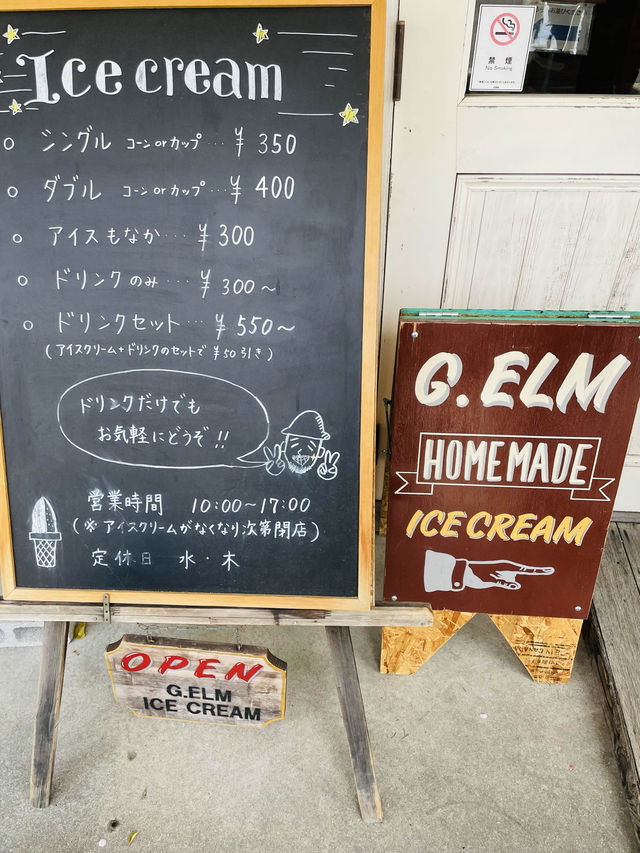 Ice cream
○ シングル コーン or カップ … ¥350
○ ダブル コーン or カップ … ¥400
○ アイスもなか … ¥300
○ ドリンクのみ … ¥300〜
○ ドリンクセット … ¥550〜
(アイスクリーム+ドリンクのセットで ¥50引き)
ドリンクだけでも
お気軽にどうぞ!!
営業時間 10:00〜17:00
(※ アイスクリームがなくなり次第閉店)
定休日 水・木
OPEN
G.ELM
ICE CREAM
禁煙
No Smoking
G. ELM
HOMEMADE
ICE CREAM